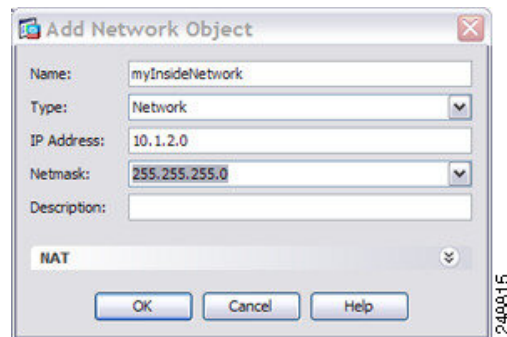 Add Network Object
Name: myInsideNetwork
Type: Network
IP Address: 10.1.2.0
Netmask: 255.255.255.0
Description:
NAT
OK Cancel Help
248815